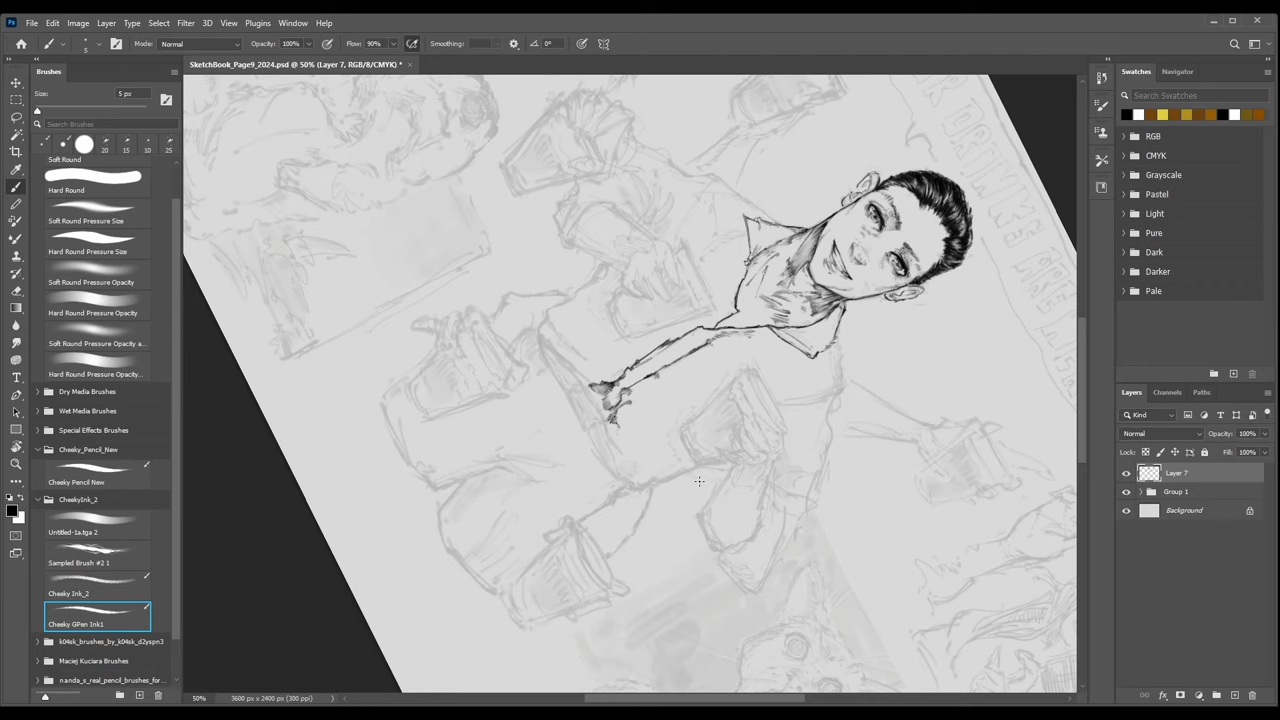 File Edit Image Layer Type Select Filter 3D View Plugins Window Help
Mode: Normal Opacity: 100% Flow: 90% Smoothing: 0°
5
SketchBook_Page9_2024.psd @ 50% (Layer 7, RGB/8/CMYK) *
Brushes
Size: 5 px
Search Brushes
20 15 10 25
Soft Round
Hard Round
Soft Round Pressure Size
Hard Round Pressure Size
Soft Round Pressure Opacity
Hard Round Pressure Opacity
Soft Round Pressure Opacity a...
Hard Round Pressure Opacity...
Dry Media Brushes
Wet Media Brushes
Special Effects Brushes
Cheeky_Pencil_New
Cheeky Pencil New
CheekyInk_2
Untitled-1a.tga 2
Sampled Brush #2 1
Cheeky Ink_2
Cheeky GPen Ink1
k04sk_brushes_by_k04sk_d2yspn3
Maciej Kuciara Brushes
nanda_s_real_pencil_brushes_for...
50% 3600 px x 2400 px (300 ppi)
Swatches Navigator
Search Swatches
RGB
CMYK
Grayscale
Pastel
Light
Pure
Dark
Darker
Pale
Layers Channels Paths
Kind
Normal Opacity: 100%
Lock: Fill: 100%
Layer 7
Group 1
Background